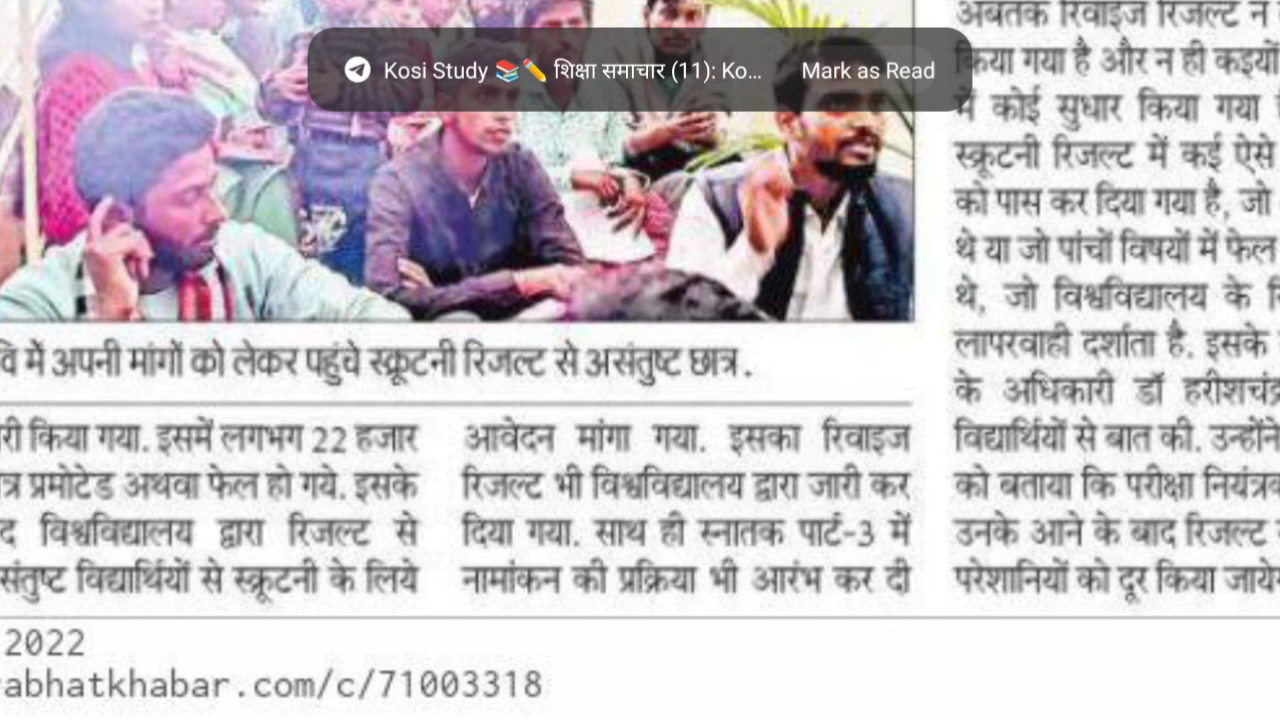 Kosi Study 📚✏️ शिक्षा समाचार (11): Ko...
Mark as Read
में अपनी मांगों को लेकर पहुंचे स्क्रूटनी रिजल्ट से असंतुष्ट छात्र.
किया गया. इसमें लगभग 22 हजार
प्रमोटेड अथवा फेल हो गये. इसके
विश्वविद्यालय द्वारा रिजल्ट से
संतुष्ट विद्यार्थियों से स्क्रूटनी के लिये
आवेदन मांगा गया. इसका रिवाइज
रिजल्ट भी विश्वविद्यालय द्वारा जारी कर
दिया गया. साथ ही स्नातक पार्ट-3 में
नामांकन की प्रक्रिया भी आरंभ कर दी
अबतक रिवाइज रिजल्ट न
किया गया है और न ही कइयों
में कोई सुधार किया गया
स्क्रूटनी रिजल्ट में कई ऐसे
को पास कर दिया गया है, जो
थे या जो पांचों विषयों में फेल
थे, जो विश्वविद्यालय के
लापरवाही दर्शाता है. इसके
के अधिकारी डॉ हरीशचंद्र
विद्यार्थियों से बात की. उन्होंने
को बताया कि परीक्षा नियंत्रक
उनके आने के बाद रिजल्ट
परेशानियों को दूर किया जाये
2022
abhatkhabar.com/c/71003318